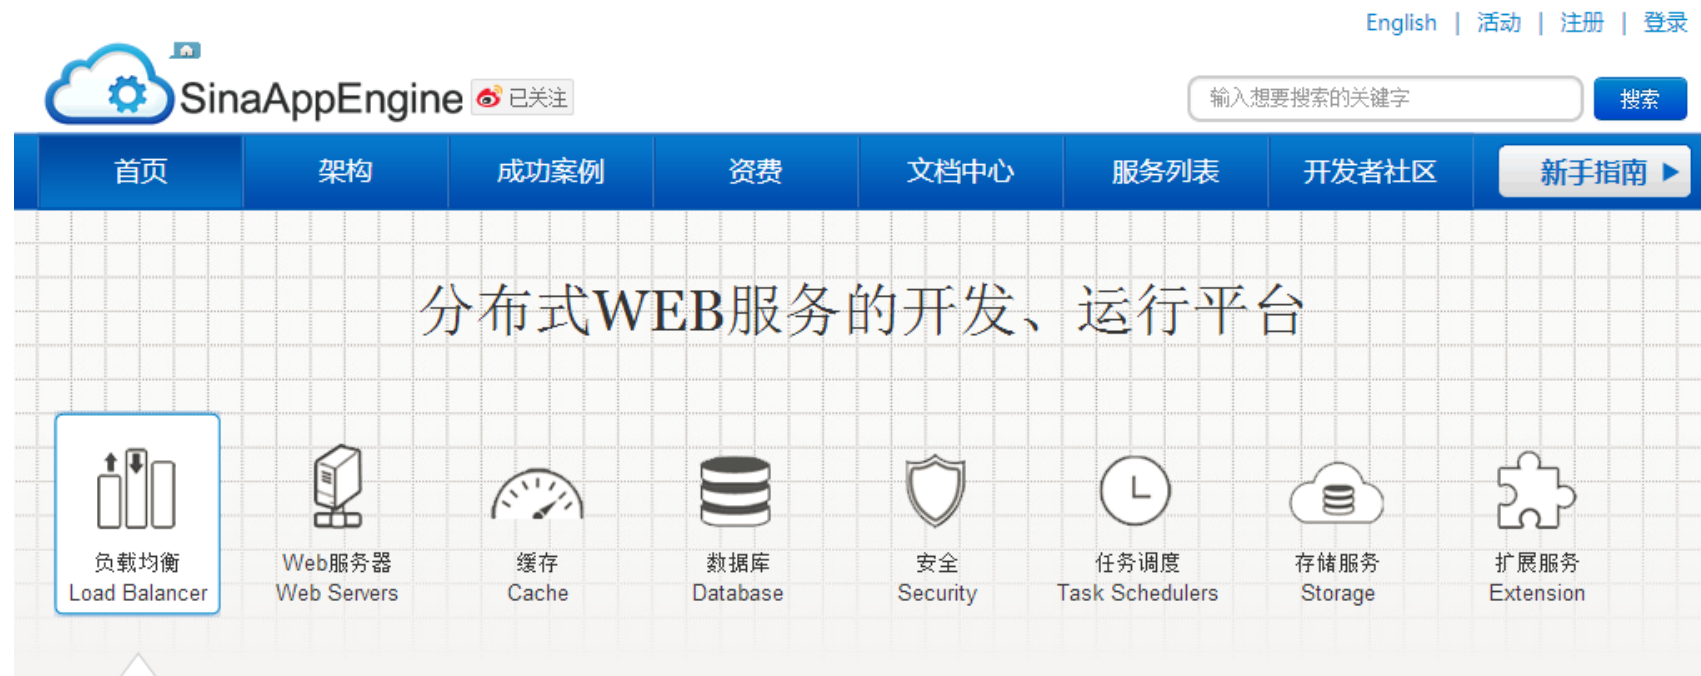 English | 活动 | 注册 | 登录
SinaAppEngine 已关注
输入想要搜索的关键字 搜索
首页 架构 成功案例 资费 文档中心 服务列表 开发者社区 新手指南
分布式WEB服务的开发、运行平台
负载均衡 Web服务器 缓存 数据库 安全 任务调度 存储服务 扩展服务
Load Balancer Web Servers Cache Database Security Task Schedulers Storage Extension